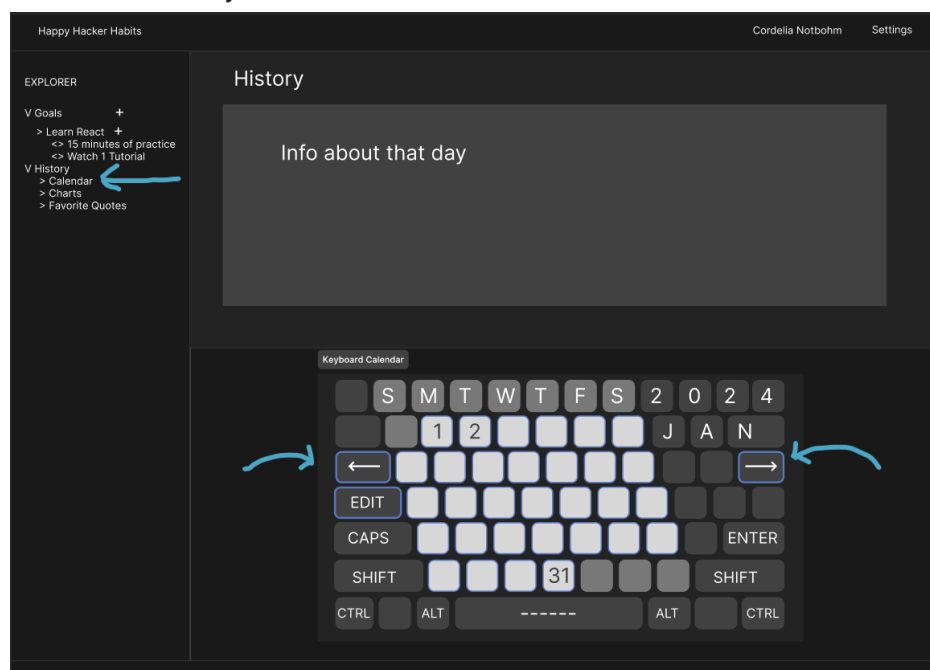 Happy Hacker Habits
Cordelia Notbohm Settings
EXPLORER
V Goals +
> Learn React +
<> 15 minutes of practice
<> Watch 1 Tutorial
V History
> Calendar
> Charts
> Favorite Quotes
History
Info about that day
Keyboard Calendar
S M T W T F S 2 0 2 4
1 2 J A N
← →
EDIT
CAPS ENTER
SHIFT 31 SHIFT
CTRL ALT ------ ALT CTRL